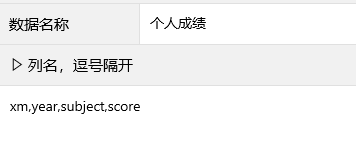 数据名称 个人成绩
▷ 列名，逗号隔开
xm,year,subject,score